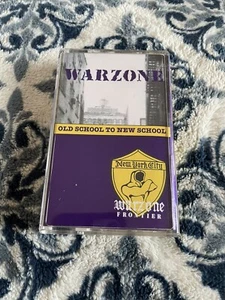 WARZONE
OLD SCHOOL TO NEW SCHOOL
New York City
Warzone
FRONTIER